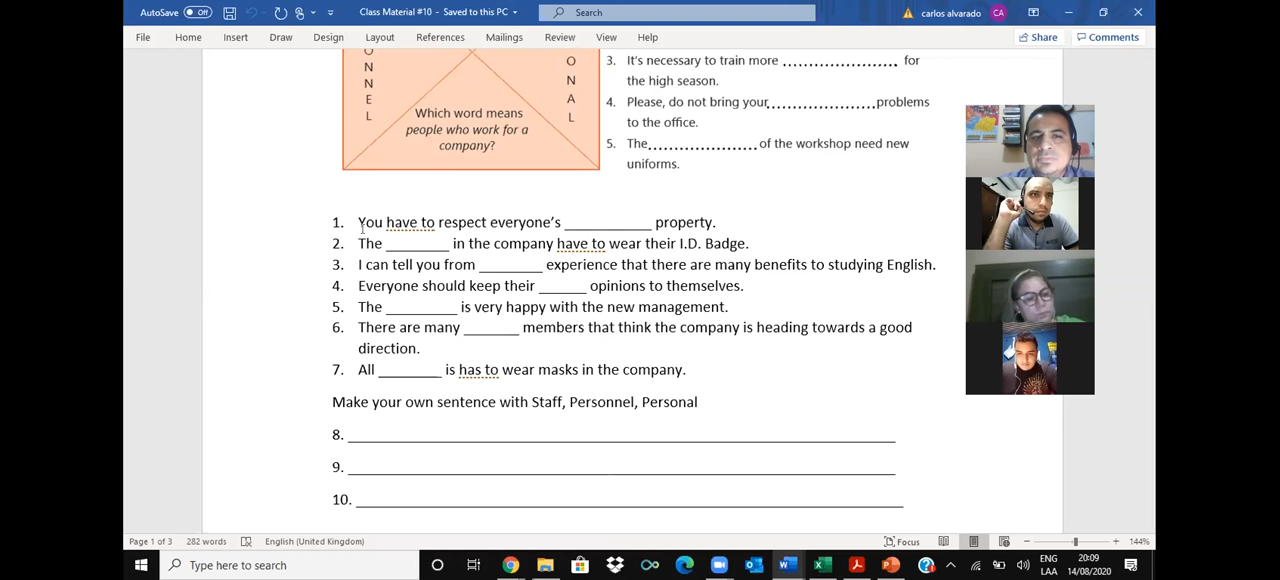 AutoSave Off
Class Material #10 - Saved to this PC
Search
carlos alvarado
CA
File Home Insert Draw Design Layout References Mailings Review View Help
Share Comments
O
N
N
E
L
O
N
A
L
Which word means
people who work for a
company?
3. It's necessary to train more ........................ for
the high season.
4. Please, do not bring your ...................... problems
to the office.
5. The ...................... of the workshop need new
uniforms.
1. You have to respect everyone's __________ property.
2. The _______ in the company have to wear their I.D. Badge.
3. I can tell you from _______ experience that there are many benefits to studying English.
4. Everyone should keep their _____ opinions to themselves.
5. The ________ is very happy with the new management.
6. There are many ______ members that think the company is heading towards a good
direction.
7. All _______ is has to wear masks in the company.
Make your own sentence with Staff, Personnel, Personal
8. ______________________________
9. ______________________________
10. ______________________________
Page 1 of 3 282 words English (United Kingdom) Focus 144%
Type here to search
ENG
LAA
20:09
14/08/2020